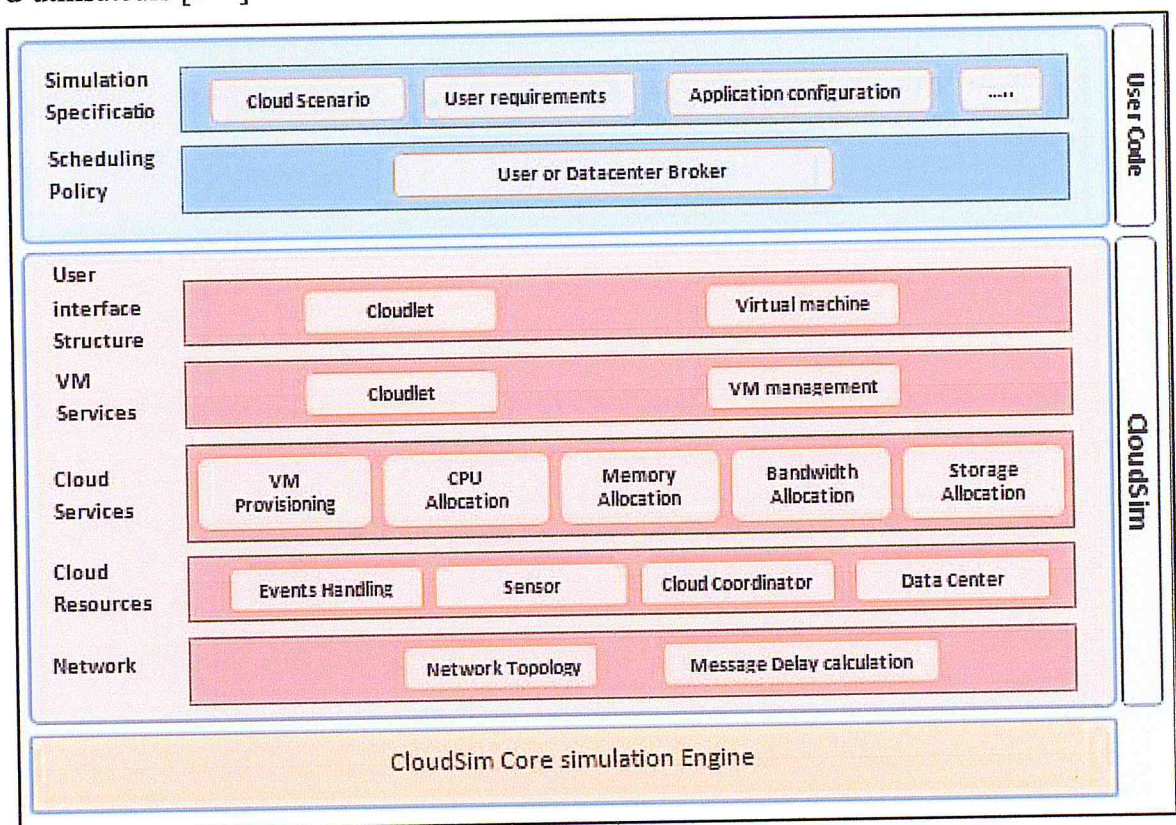 Simulation
Specificatio
Cloud Scenario
User requirements
Application configuration
......
Scheduling
Policy
User or Datacenter Broker
User Code
User
interface
Structure
Cloudlet
Virtual machine
VM
Services
Cloudlet
VM management
Cloud
Services
VM
Provisioning
CPU
Allocation
Memory
Allocation
Bandwidth
Allocation
Storage
Allocation
Cloud
Resources
Events Handling
Sensor
Cloud Coordinator
Data Center
Network
Network Topology
Message Delay calculation
CloudSim
CloudSim Core simulation Engine